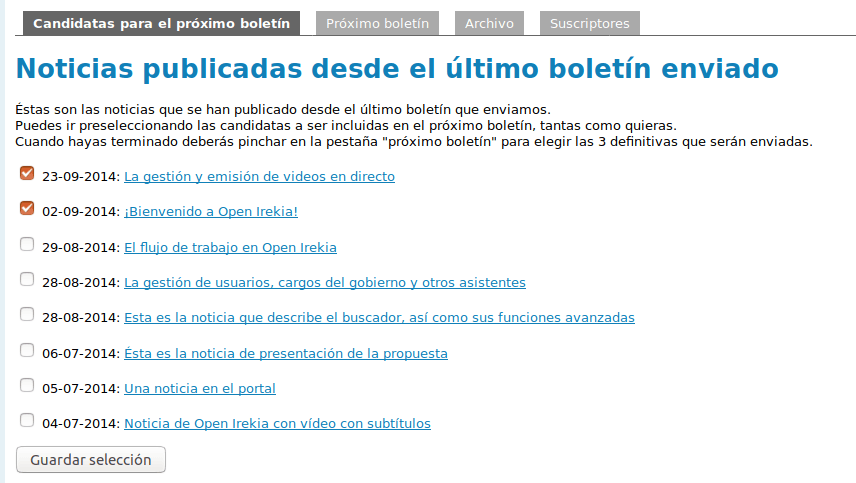 Candidatas para el próximo boletín Próximo boletín Archivo Suscriptores
Noticias publicadas desde el último boletín enviado
Éstas son las noticias que se han publicado desde el último boletín que enviamos.
Puedes ir preseleccionando las candidatas a ser incluidas en el próximo boletín, tantas como quieras.
Cuando hayas terminado deberás pinchar en la pestaña "próximo boletín" para elegir las 3 definitivas que serán enviadas.
23-09-2014: La gestión y emisión de videos en directo
02-09-2014: ¡Bienvenido a Open Irekia!
29-08-2014: El flujo de trabajo en Open Irekia
28-08-2014: La gestión de usuarios, cargos del gobierno y otros asistentes
28-08-2014: Esta es la noticia que describe el buscador, así como sus funciones avanzadas
06-07-2014: Ésta es la noticia de presentación de la propuesta
05-07-2014: Una noticia en el portal
04-07-2014: Noticia de Open Irekia con vídeo con subtítulos
Guardar selección